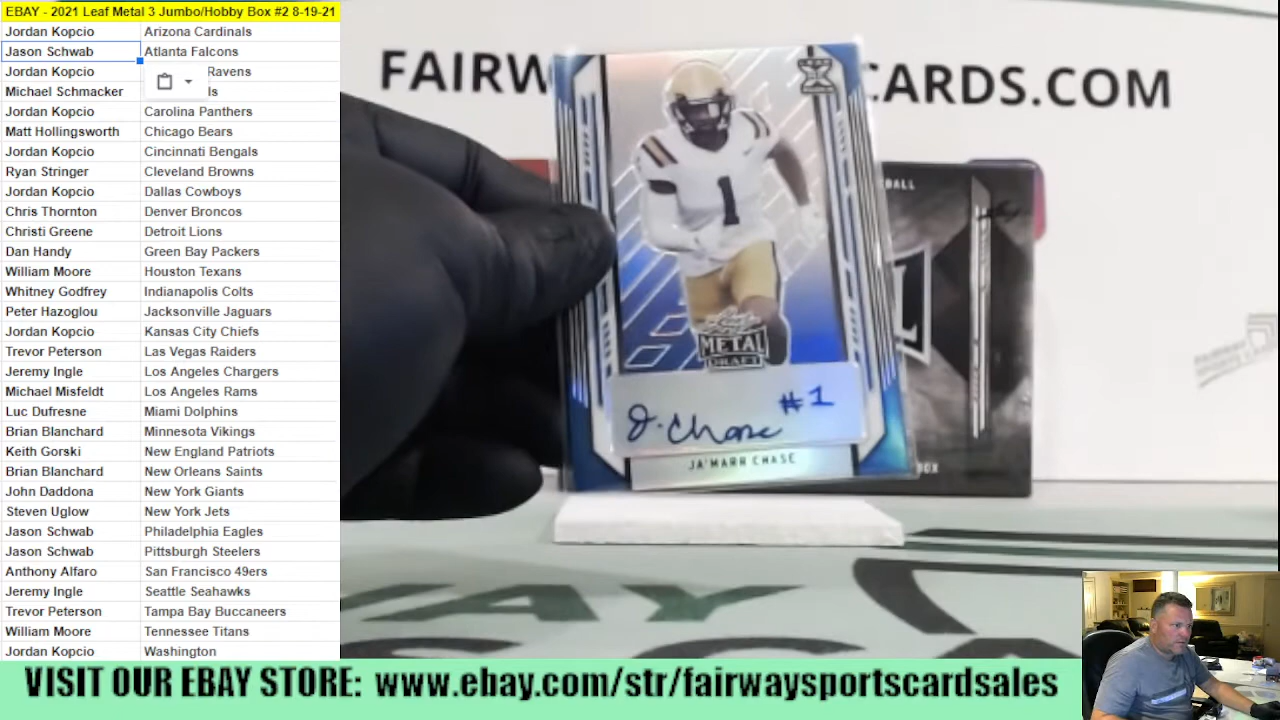 EBAY - 2021 Leaf Metal 3 Jumbo/Hobby Box #2 8-19-21
Jordan Kopcio Arizona Cardinals
Jason Schwab Atlanta Falcons
Jordan Kopcio Ravens
Michael Schmacker ls
Jordan Kopcio Carolina Panthers
Matt Hollingsworth Chicago Bears
Jordan Kopcio Cincinnati Bengals
Ryan Stringer Cleveland Browns
Jordan Kopcio Dallas Cowboys
Chris Thornton Denver Broncos
Christi Greene Detroit Lions
Dan Handy Green Bay Packers
William Moore Houston Texans
Whitney Godfrey Indianapolis Colts
Peter Hazoglou Jacksonville Jaguars
Jordan Kopcio Kansas City Chiefs
Trevor Peterson Las Vegas Raiders
Jeremy Ingle Los Angeles Chargers
Michael Misfeldt Los Angeles Rams
Luc Dufresne Miami Dolphins
Brian Blanchard Minnesota Vikings
Keith Gorski New England Patriots
Brian Blanchard New Orleans Saints
John Daddona New York Giants
Steven Uglow New York Jets
Jason Schwab Philadelphia Eagles
Jason Schwab Pittsburgh Steelers
Anthony Alfaro San Francisco 49ers
Jeremy Ingle Seattle Seahawks
Trevor Peterson Tampa Bay Buccaneers
William Moore Tennessee Titans
Jordan Kopcio Washington
FAIRW CARDS.COM
1
Leaf
METAL
DRAFT
J. Chase #1
JA'MARR CHASE
BALL
L
BOX
WAY
VISIT OUR EBAY STORE: www.ebay.com/str/fairwaysportscardsales